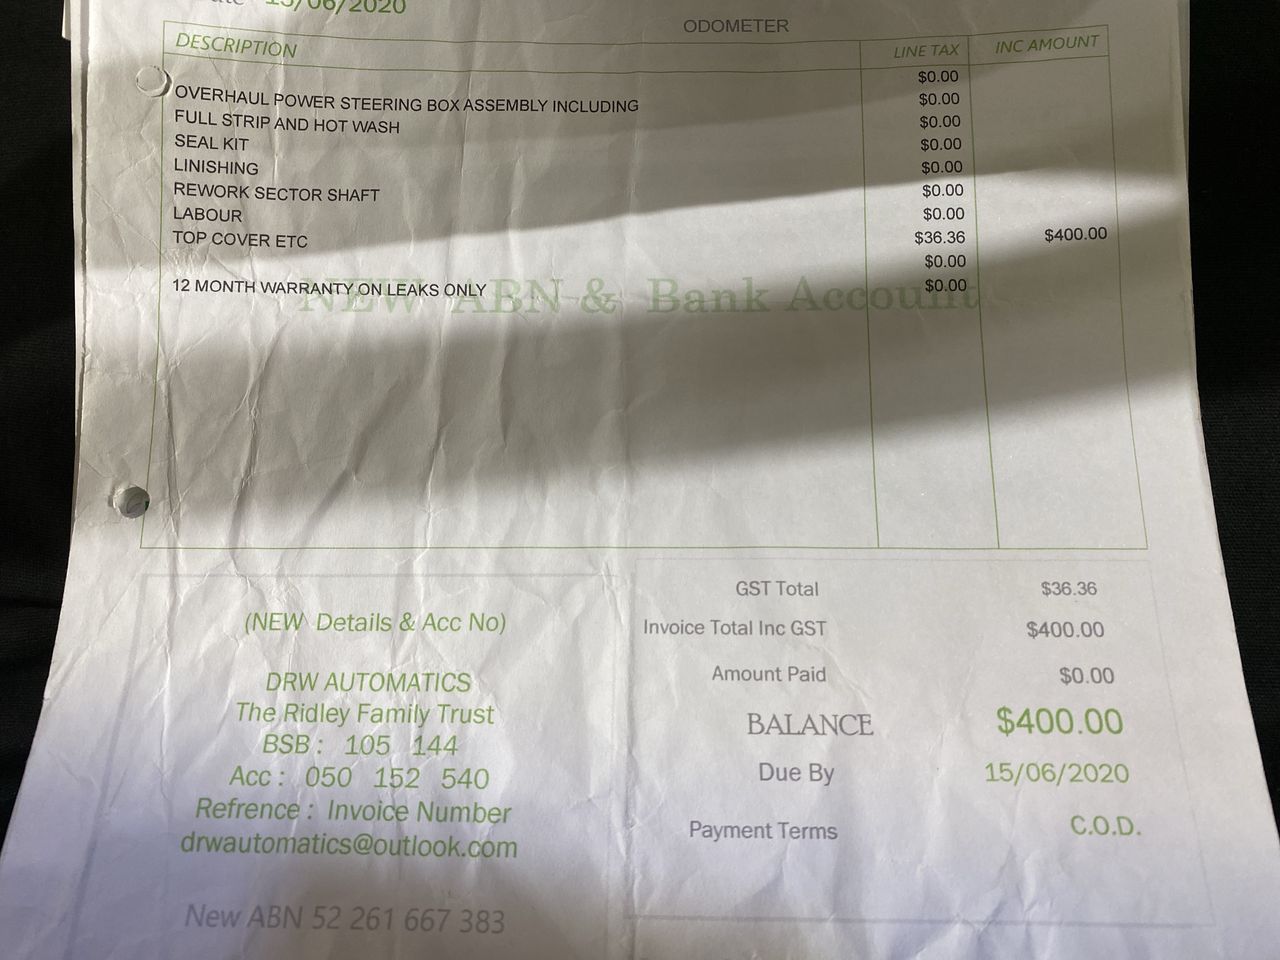 15/06/2020
ODOMETER
DESCRIPTION LINE TAX INC AMOUNT
$0.00
OVERHAUL POWER STEERING BOX ASSEMBLY INCLUDING $0.00
FULL STRIP AND HOT WASH $0.00
SEAL KIT $0.00
LINISHING $0.00
REWORK SECTOR SHAFT $0.00
LABOUR $0.00
TOP COVER ETC $36.36 $400.00
$0.00
12 MONTH WARRANTY ON LEAKS ONLY $0.00
NEW ABN & Bank Account
GST Total $36.36
Invoice Total Inc GST $400.00
Amount Paid $0.00
BALANCE $400.00
Due By 15/06/2020
Payment Terms C.O.D.
(NEW Details & Acc No)
DRW AUTOMATICS
The Ridley Family Trust
BSB : 105 144
Acc : 050 152 540
Refrence : Invoice Number
drwautomatics@outlook.com
New ABN 52 261 667 383